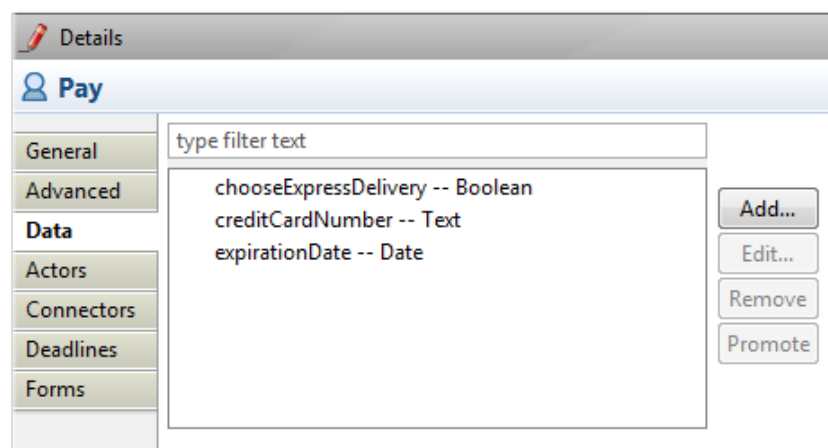 Details
Pay
General
Advanced
Data
Actors
Connectors
Deadlines
Forms
type filter text
chooseExpressDelivery -- Boolean
creditCardNumber -- Text
expirationDate -- Date
Add...
Edit...
Remove
Promote